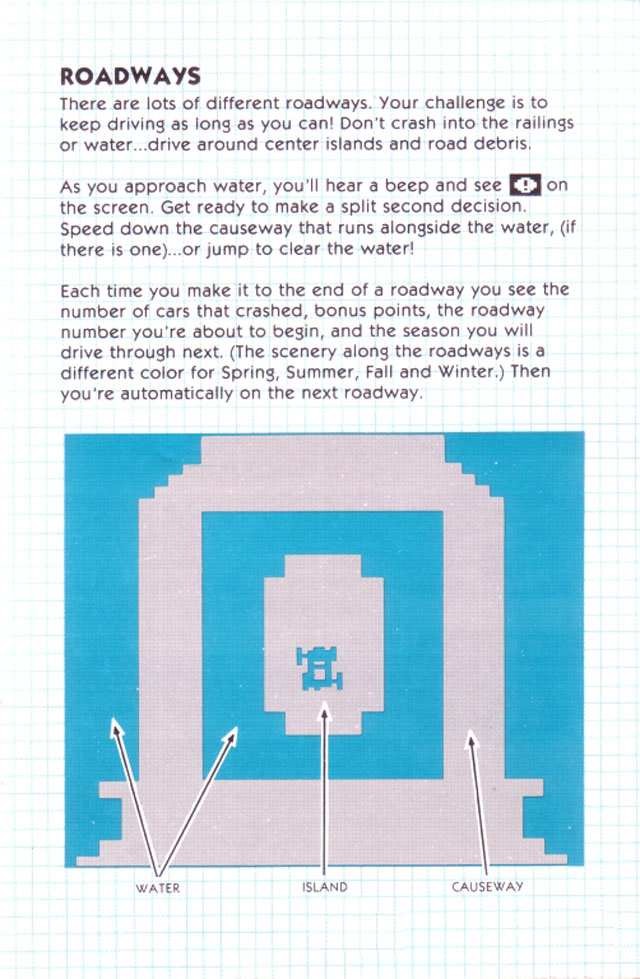 ROADWAYS
There are lots of different roadways. Your challenge is to
keep driving as long as you can! Don't crash into the railings
or water...drive around center islands and road debris.
As you approach water, you'll hear a beep and see ! on
the screen. Get ready to make a split second decision.
Speed down the causeway that runs alongside the water, (if
there is one)...or jump to clear the water!
Each time you make it to the end of a roadway you see the
number of cars that crashed, bonus points, the roadway
number you're about to begin, and the season you will
drive through next. (The scenery along the roadways is a
different color for Spring, Summer, Fall and Winter.) Then
you're automatically on the next roadway.
WATER ISLAND CAUSEWAY